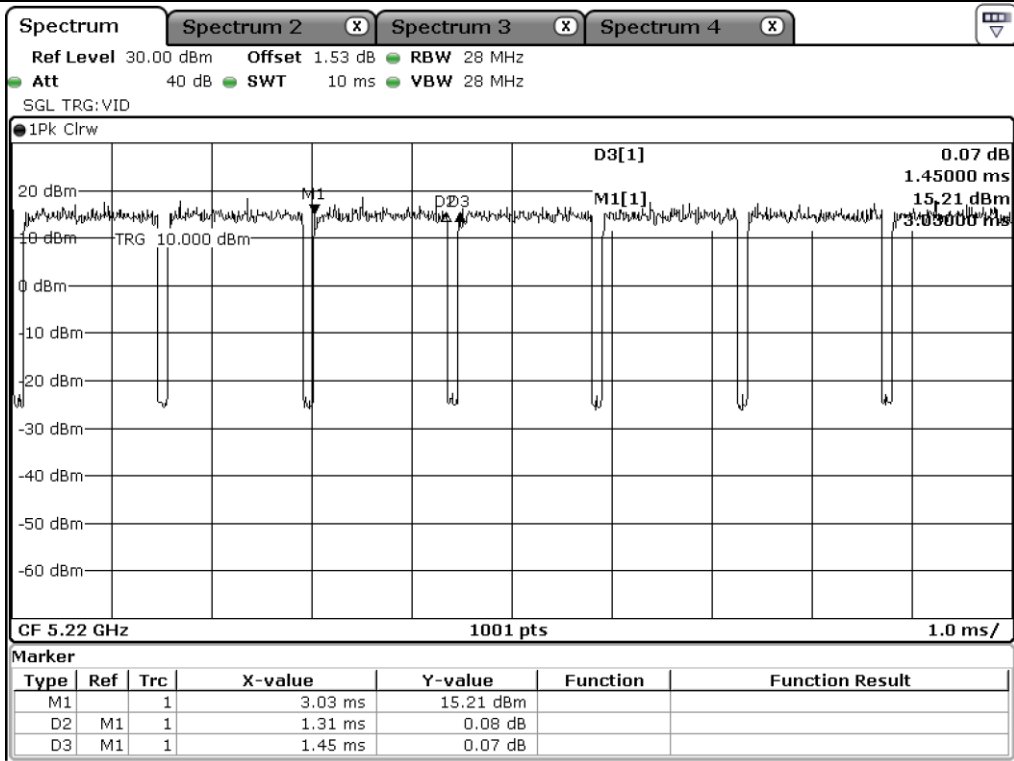 Spectrum Spectrum 2 X Spectrum 3 X Spectrum 4 X
Ref Level 30.00 dBm Offset 1.53 dB RBW 28 MHz
Att 40 dB SWT 10 ms VBW 28 MHz
SGL TRG:VID
1Pk Clrw
D3[1] 0.07 dB
1.45000 ms
20 dBm M1 D2 D3 M1[1] 15.21 dBm
3.03000 ms
10 dBm TRG 10.000 dBm
0 dBm
-10 dBm
-20 dBm
-30 dBm
-40 dBm
-50 dBm
-60 dBm
CF 5.22 GHz 1001 pts 1.0 ms/
Marker
Type Ref Trc X-value Y-value Function Function Result
M1 1 3.03 ms 15.21 dBm
D2 M1 1 1.31 ms 0.08 dB
D3 M1 1 1.45 ms 0.07 dB